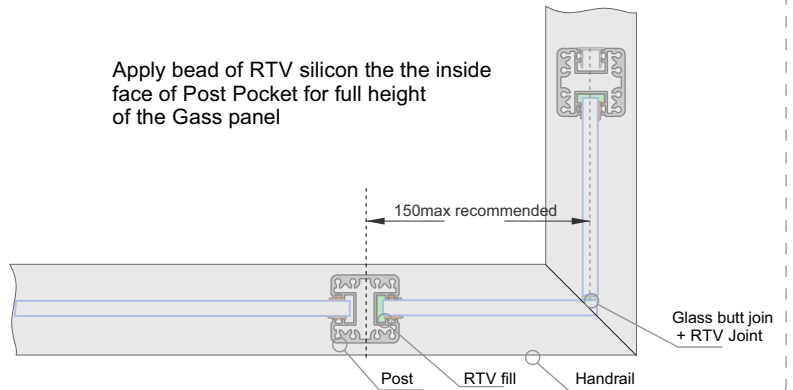 Apply bead of RTV silicon the the inside
face of Post Pocket for full height
of the Gass panel
150max recommended
Glass butt join
+ RTV Joint
Post
RTV fill
Handrail